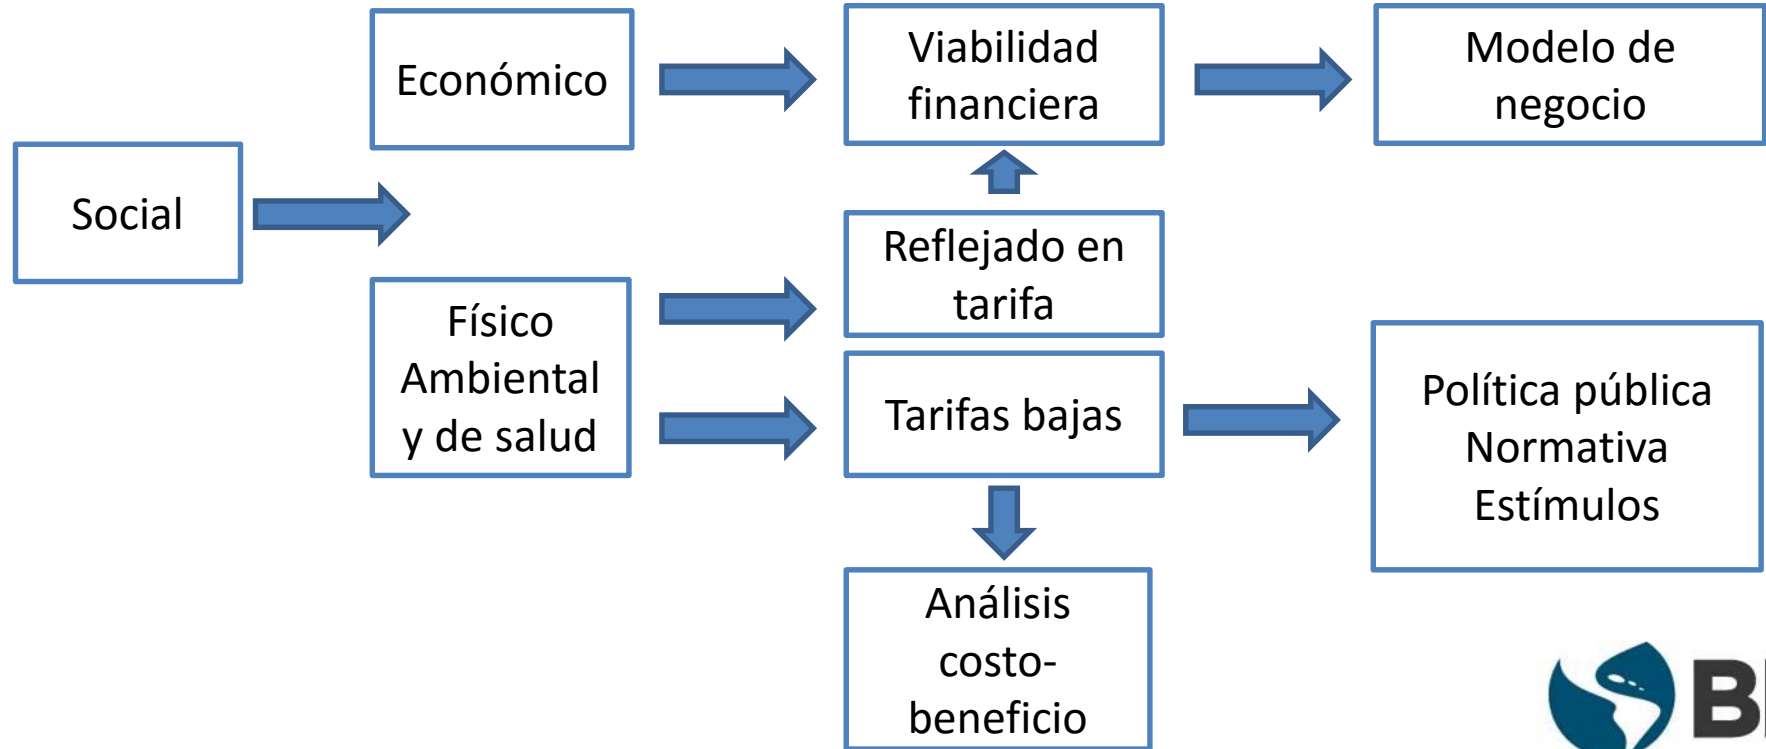 Económico
Viabilidad
financiera
Modelo de
negocio
Social
Reflejado en
tarifa
Físico
Ambiental
y de salud
Tarifas bajas
Política pública
Normativa
Estímulos
Análisis
costo-
beneficio